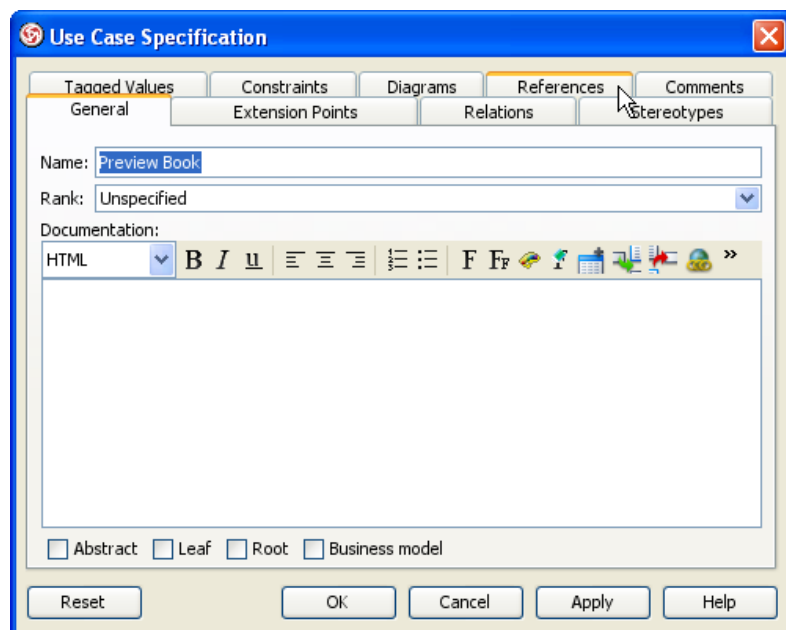 Use Case Specification
Tagged Values Constraints Diagrams References Comments
General Extension Points Relations Stereotypes
Name: Preview Book
Rank: Unspecified
Documentation:
HTML B I u F FF »
Abstract Leaf Root Business model
Reset OK Cancel Apply Help